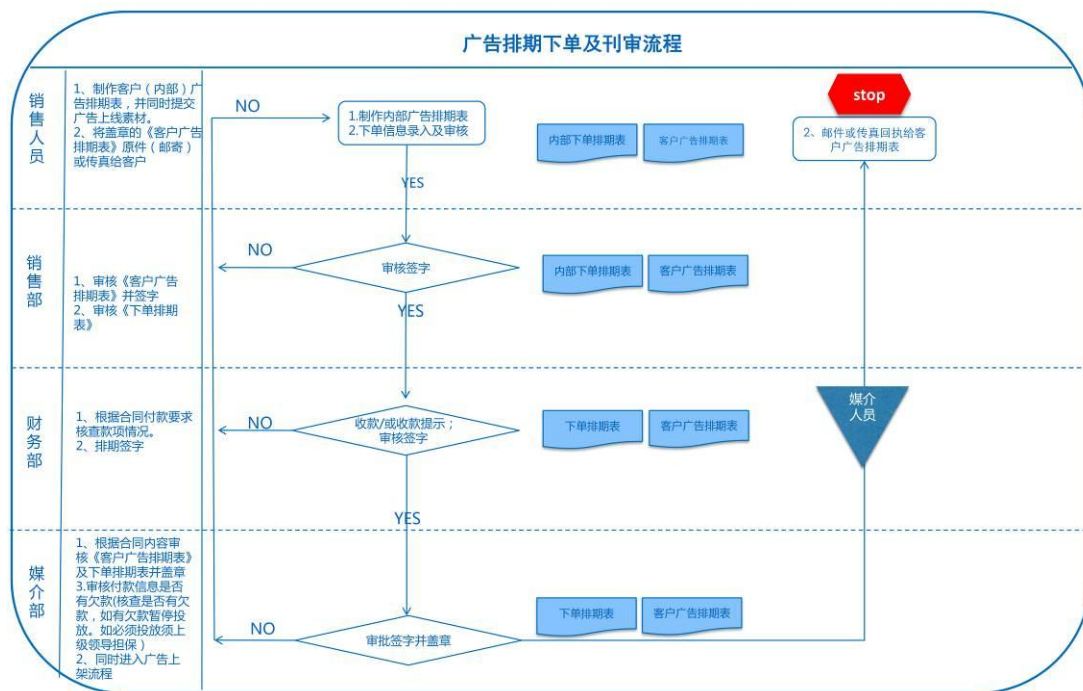 广告排期下单及刊审流程
销售人员
1、制作客户（内部）广
告排期表，并同时提交
广告上线素材。
2、将盖章的《客户广告
排期表》原件（邮寄）
或传真给客户
NO
1.制作内部广告排期表
2.下单信息录入及审核
内部下单排期表
客户广告排期表
stop
2、邮件或传真回执给客
户广告排期表
YES
销售部
1、审核《客户广告
排期表》并签字
2、审核《下单排期
表》
NO
审核签字
内部下单排期表
客户广告排期表
YES
财务部
1、根据合同付款要求
核查款项情况。
2、排期签字
NO
收款/或收款提示；
审核签字
下单排期表
客户广告排期表
媒介
人员
YES
媒介部
1、根据合同内容审
核《客户广告排期表》
及下单排期表并盖章
3.审核付款信息是否
有欠款(核查是否有欠
款，如有欠款暂停投
放。如必须投放须上
级领导担保）
2、同时进入广告上
架流程
NO
审批签字并盖章
下单排期表
客户广告排期表